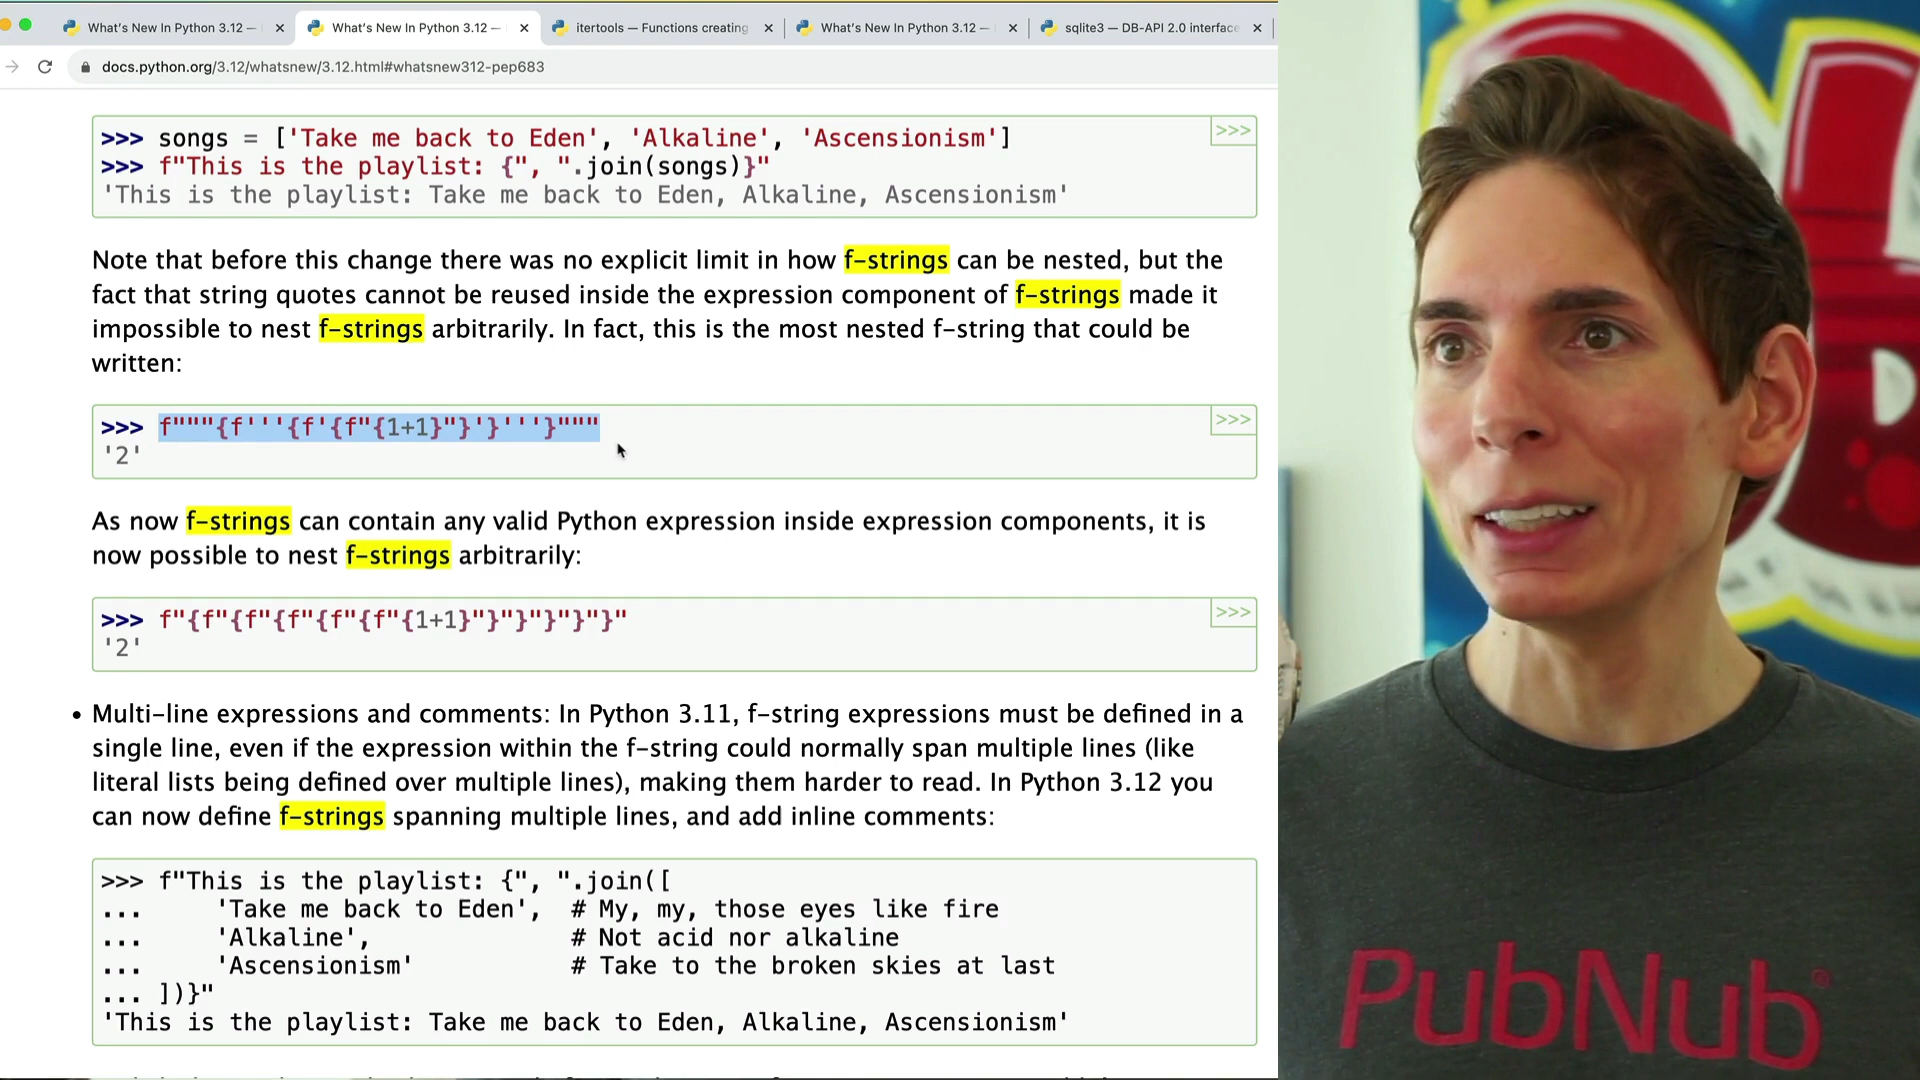 What's New In Python 3.12 —
What's New In Python 3.12 —
itertools — Functions creating
What's New In Python 3.12 —
sqlite3 — DB-API 2.0 interface
docs.python.org/3.12/whatsnew/3.12.html#whatsnew312-pep683
>>> songs = ['Take me back to Eden', 'Alkaline', 'Ascensionism']
>>>
>>> f"This is the playlist: {", ".join(songs)}"
'This is the playlist: Take me back to Eden, Alkaline, Ascensionism'
Note that before this change there was no explicit limit in how f-strings can be nested, but the
fact that string quotes cannot be reused inside the expression component of f-strings made it
impossible to nest f-strings arbitrarily. In fact, this is the most nested f-string that could be
written:
>>> f"""{f'''{f'{f"{1+1}"}'}'''}"""
>>>
'2'
As now f-strings can contain any valid Python expression inside expression components, it is
now possible to nest f-strings arbitrarily:
>>> f"{f"{f"{f"{f"{f"{1+1}"}"}"}"}"}"
>>>
'2'
• Multi-line expressions and comments: In Python 3.11, f-string expressions must be defined in a
single line, even if the expression within the f-string could normally span multiple lines (like
literal lists being defined over multiple lines), making them harder to read. In Python 3.12 you
can now define f-strings spanning multiple lines, and add inline comments:
>>> f"This is the playlist: {", ".join([
...     'Take me back to Eden',  # My, my, those eyes like fire
...     'Alkaline',              # Not acid nor alkaline
...     'Ascensionism'           # Take to the broken skies at last
... ])}"
'This is the playlist: Take me back to Eden, Alkaline, Ascensionism'
PubNub